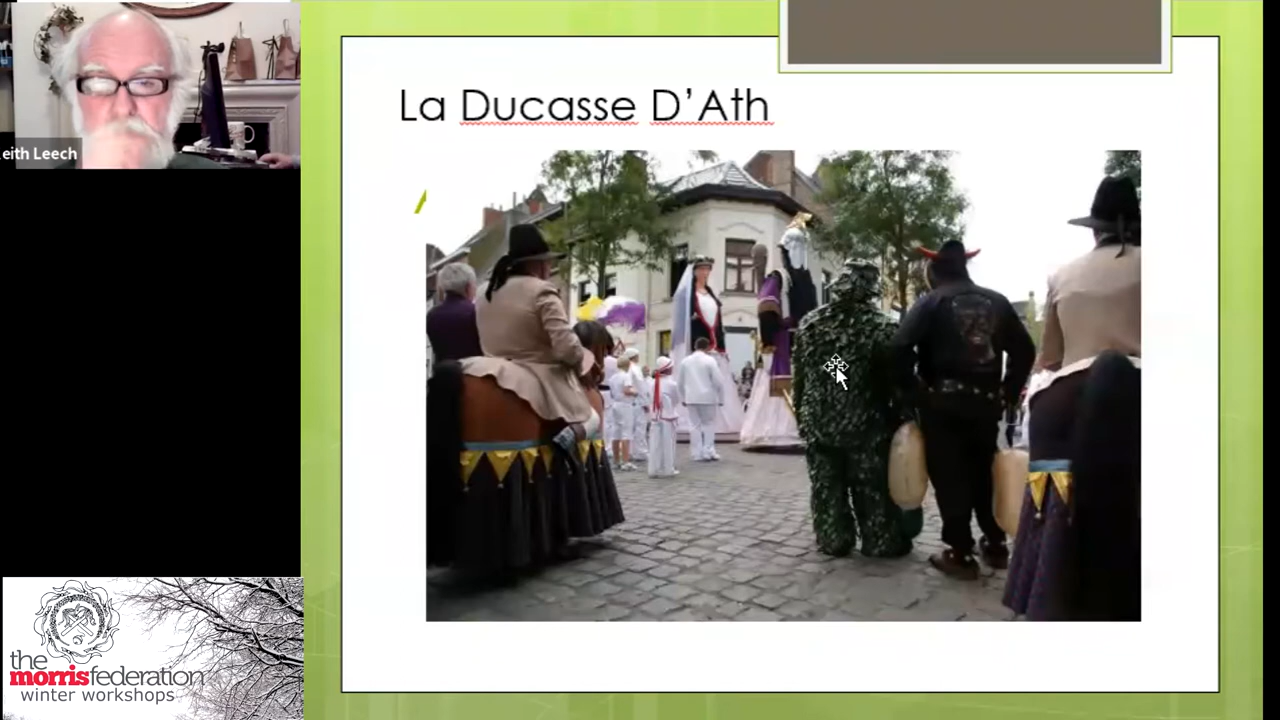 La Ducasse D'Ath
eith Leech
the
morrisfederation
winter workshops